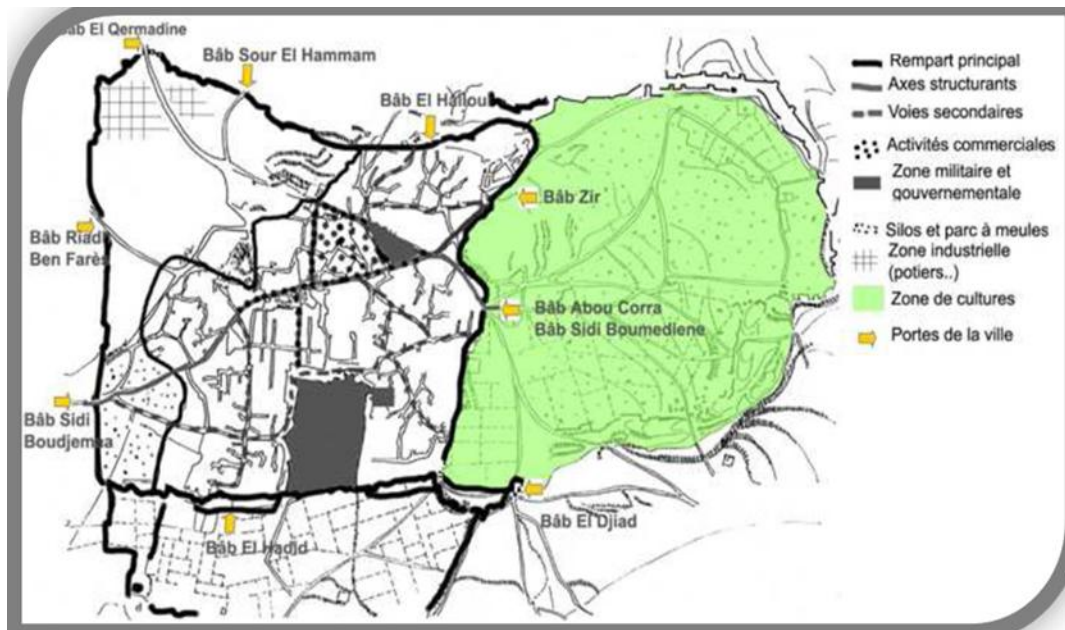 Bâb El Qermadine
Bâb Sour El Hammam
Bâb El Halloui
Bâb Zir
Bâb Riadh
Ben Farès
Bâb Abou Corra
Bâb Sidi Boumediene
Bâb Sidi
Boudjemaa
Bâb El Hadid
Bâb El Djiad
Rempart principal
Axes structurants
Voies secondaires
Activités commerciales
Zone militaire et
gouvernementale
Silos et parc à meules
Zone industrielle
(potiers..)
Zone de cultures
Portes de la ville